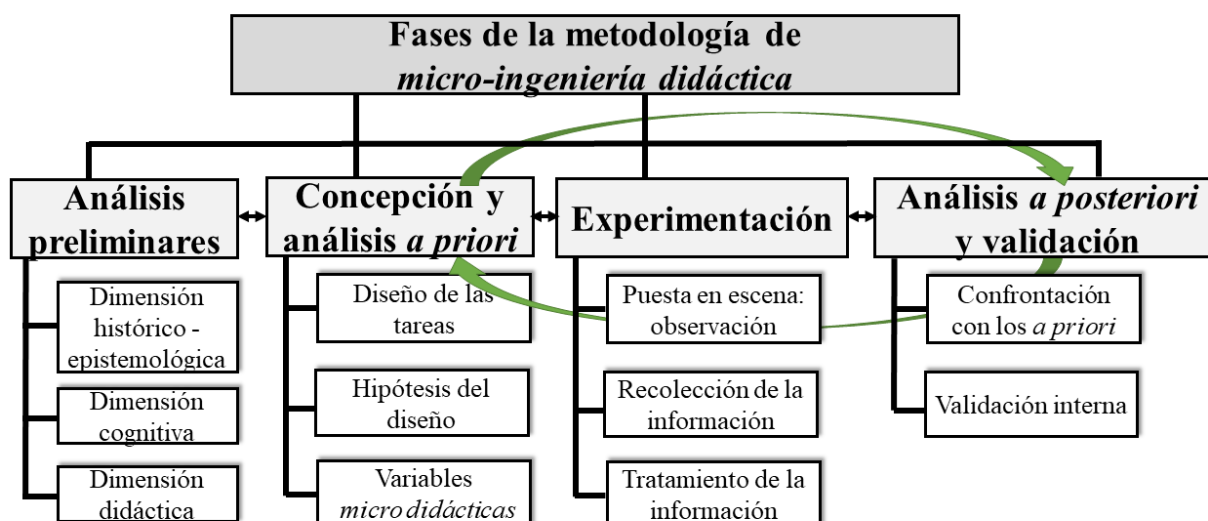 Fases de la metodología de
micro-ingeniería didáctica
Análisis
preliminares
Dimensión
histórico -
epistemológica
Dimensión
cognitiva
Dimensión
didáctica
Concepción y
análisis a priori
Diseño de las
tareas
Hipótesis del
diseño
Variables
micro didácticas
Experimentación
Puesta en escena:
observación
Recolección de la
información
Tratamiento de la
información
Análisis a posteriori
y validación
Confrontación
con los a priori
Validación interna